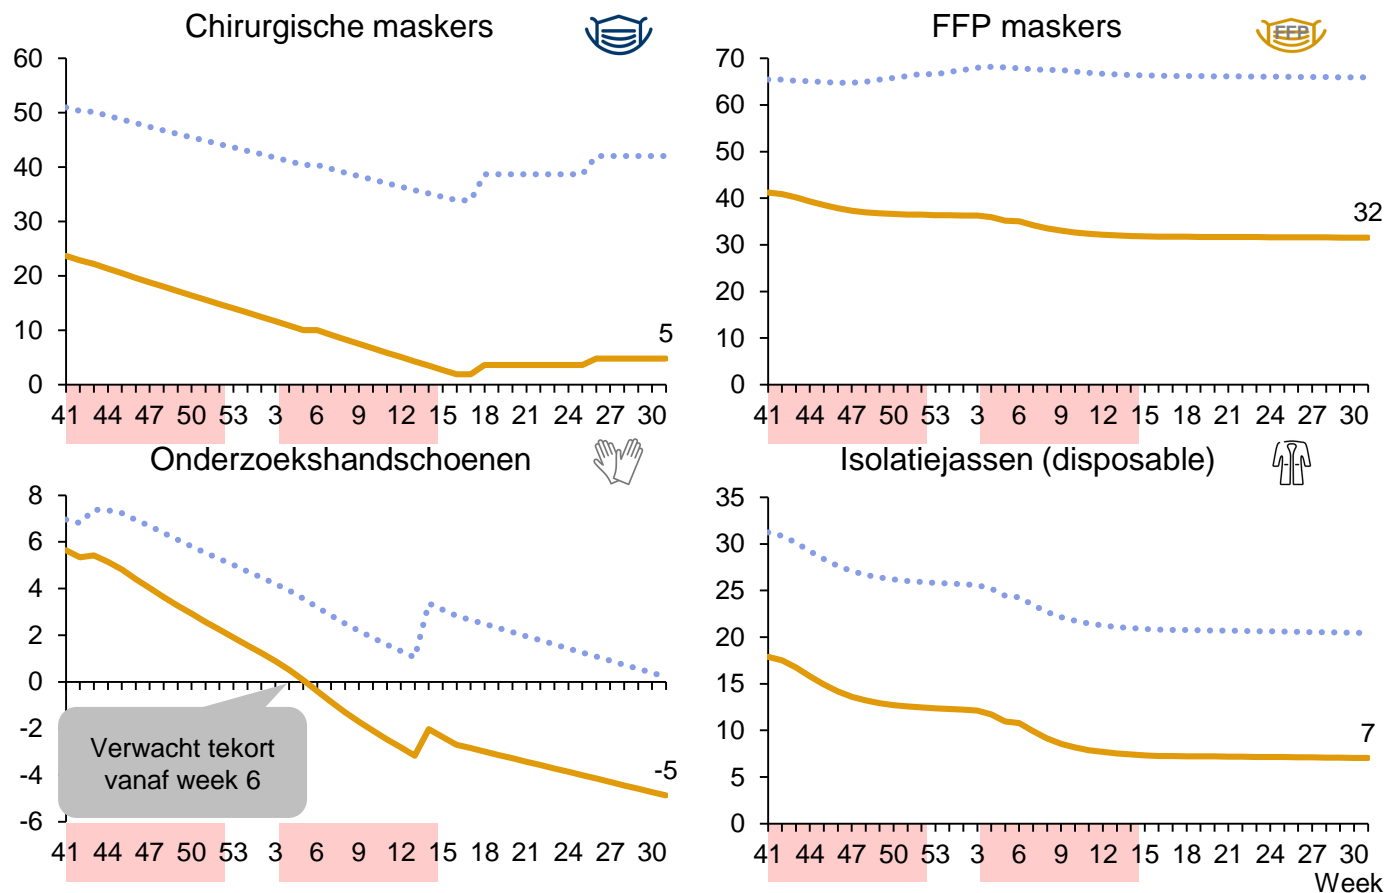 Chirurgische maskers
60
50
40
30
20
10
0
5
41 44 47 50 53 3 6 9 12 15 18 21 24 27 30
FFP maskers
FFP
70
60
50
40
30
20
10
0
32
41 44 47 50 53 3 6 9 12 15 18 21 24 27 30
Onderzoekshandschoenen
8
6
4
2
0
-2
-4
-6
Verwacht tekort
vanaf week 6
-5
41 44 47 50 53 3 6 9 12 15 18 21 24 27 30
Isolatiejassen (disposable)
35
30
25
20
15
10
5
0
7
41 44 47 50 53 3 6 9 12 15 18 21 24 27 30
Week